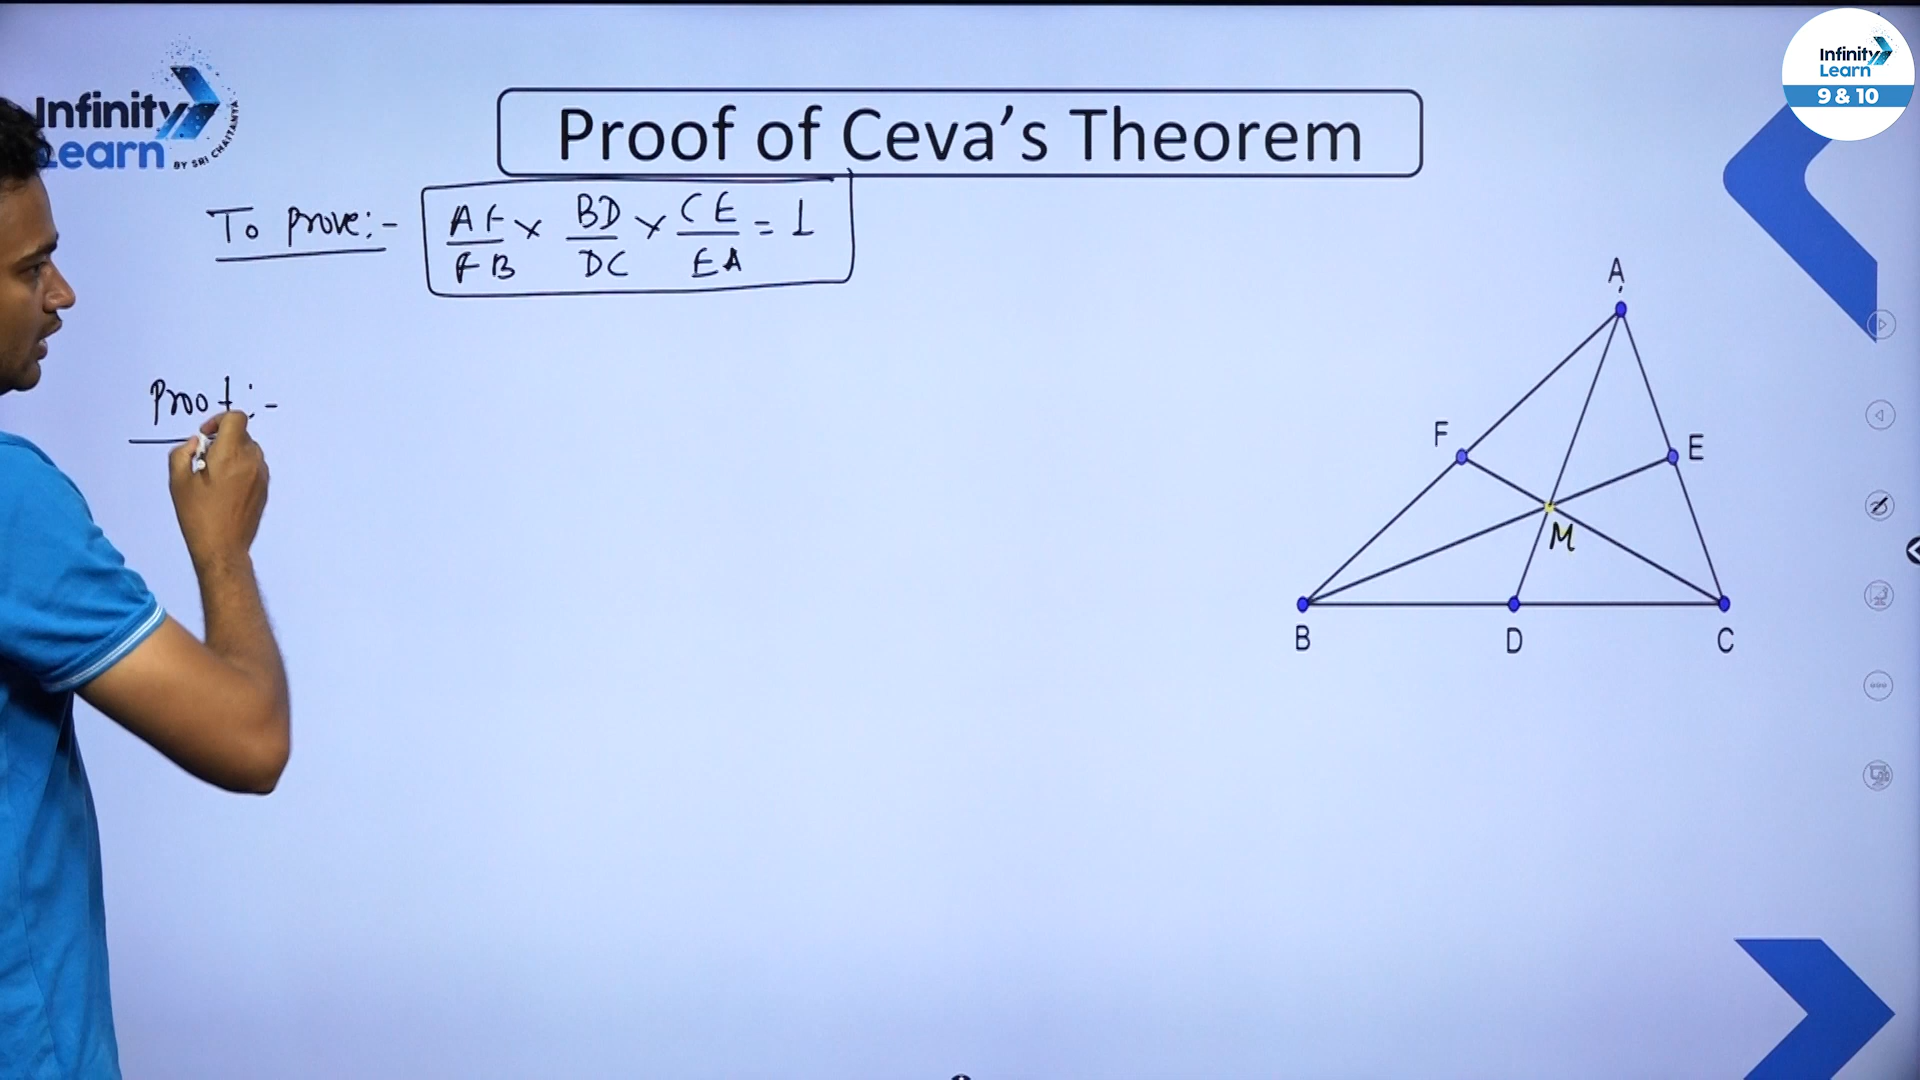 Infinity
Learn
BY SRI CHAITANYA
Infinity
Learn
9 & 10
Proof of Ceva’s Theorem
To prove:- AF/FB × BD/DC × CE/EA = 1
Proof:-
A
F
E
M
B
D
C